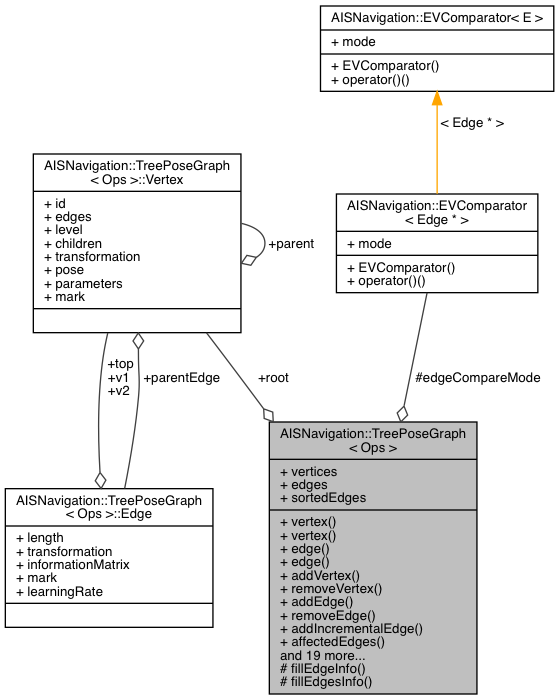 AISNavigation::EVComparator< E >
+ mode
+ EVComparator()
+ operator()()
< Edge * >
AISNavigation::TreePoseGraph
< Ops >::Vertex
+ id
+ edges
+ level
+ children
+ transformation
+ pose
+ parameters
+ mark
+parent
AISNavigation::EVComparator
< Edge * >
+ mode
+ EVComparator()
+ operator()()
+top
+v1
+v2
+parentEdge
+root
#edgeCompareMode
AISNavigation::TreePoseGraph
< Ops >::Edge
+ length
+ transformation
+ informationMatrix
+ mark
+ learningRate
AISNavigation::TreePoseGraph
< Ops >
+ vertices
+ edges
+ sortedEdges
+ vertex()
+ vertex()
+ edge()
+ edge()
+ addVertex()
+ removeVertex()
+ addEdge()
+ removeEdge()
+ addIncrementalEdge()
+ affectedEdges()
and 19 more...
# fillEdgeInfo()
# fillEdgesInfo()